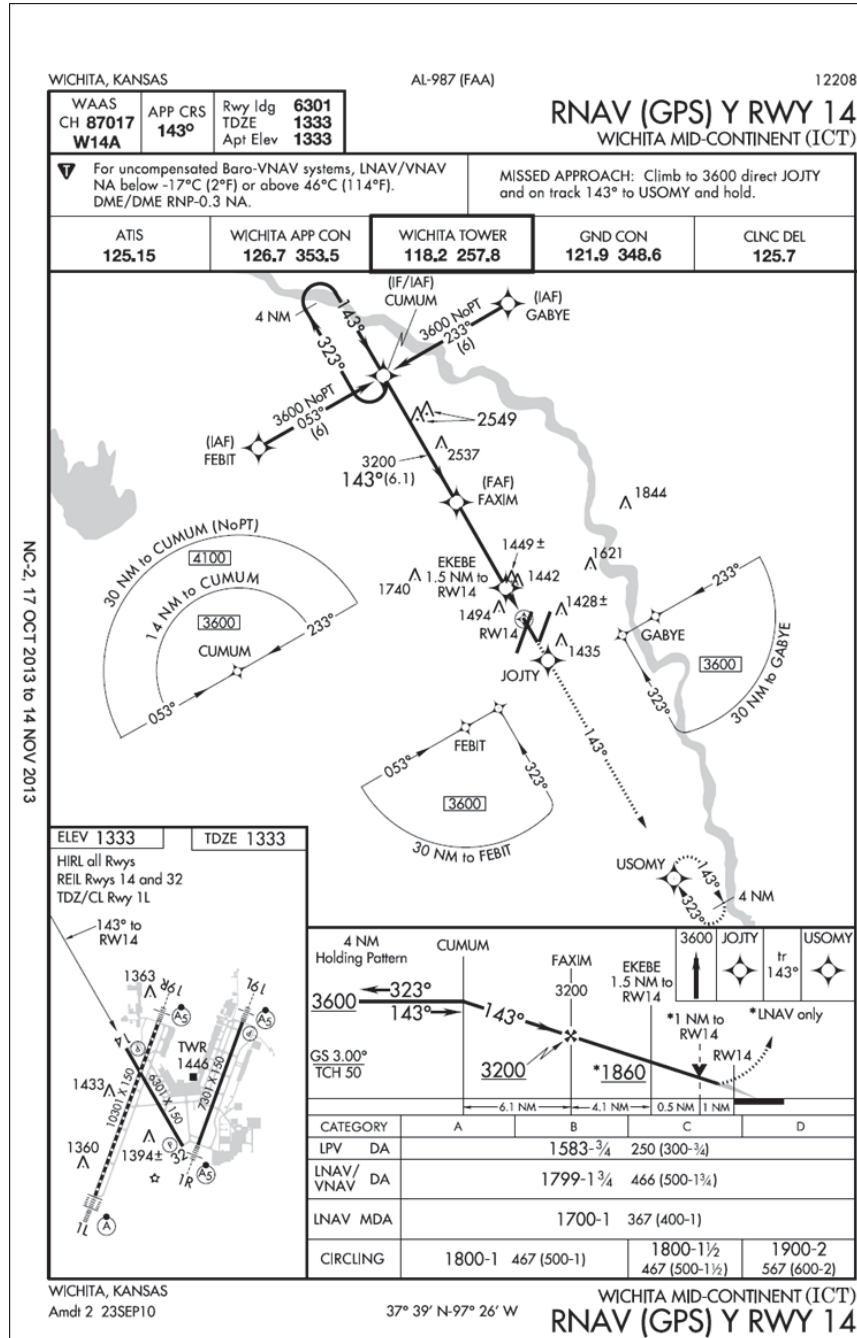 WICHITA, KANSAS
AL-987 (FAA)
12208
WAAS
CH 87017
W14A
APP CRS
143°
Rwy ldg 6301
TDZE 1333
Apt Elev 1333
RNAV (GPS) Y RWY 14
WICHITA MID-CONTINENT (ICT)
T
For uncompensated Baro-VNAV systems, LNAV/VNAV
NA below -17°C (2°F) or above 46°C (114°F).
DME/DME RNP-0.3 NA.
MISSED APPROACH: Climb to 3600 direct JOJTY
and on track 143° to USOMY and hold.
ATIS
125.15
WICHITA APP CON
126.7 353.5
WICHITA TOWER
118.2 257.8
GND CON
121.9 348.6
CLNC DEL
125.7
(IF/IAF)
CUMUM
4 NM
143°
323°
(IAF)
GABYE
3600 NoPT
233°
(6)
3600 NoPT
053°
(6)
(IAF)
FEBIT
2549
2537
3200
143°(6.1)
(FAF)
FAXIM
1844
1449±
1621
EKEBE
1.5 NM to
RW14
1442
1740
1494
1428±
RW14
1435
JOJTY
30 NM to CUMUM (NoPT)
4100
14 NM to CUMUM
3600
CUMUM
233°
053°
233°
GABYE
3600
323°
30 NM to GABYE
053°
FEBIT
323°
3600
30 NM to FEBIT
143°
USOMY
143°
323°
4 NM
NC-2, 17 OCT 2013 to 14 NOV 2013
ELEV 1333
TDZE 1333
HIRL all Rwys
REIL Rwys 14 and 32
TDZ/CL Rwy 1L
143° to
RW14
1363
19R
19L
A5
A5
P
P
14
TWR
1446
1433
10301 X 150
6301 X 150
7301 X 150
1360
1394±
P
32
1R
A5
1L
A
4 NM
Holding Pattern
CUMUM
FAXIM
3200
EKEBE
1.5 NM to
RW14
3600
JOJTY
tr
143°
USOMY
3600
323°
143°
143°
*1 NM to
RW14
*LNAV only
RW14
GS 3.00°
TCH 50
3200
*1860
6.1 NM
4.1 NM
0.5 NM
1 NM
CATEGORY A B C D
LPV DA 1583-¾ 250 (300-¾)
LNAV/
VNAV DA 1799-1¾ 466 (500-1¾)
LNAV MDA 1700-1 367 (400-1)
CIRCLING 1800-1 467 (500-1)
1800-1½
467 (500-1½)
1900-2
567 (600-2)
WICHITA, KANSAS
Amdt 2 23SEP10
37° 39' N-97° 26' W
WICHITA MID-CONTINENT (ICT)
RNAV (GPS) Y RWY 14